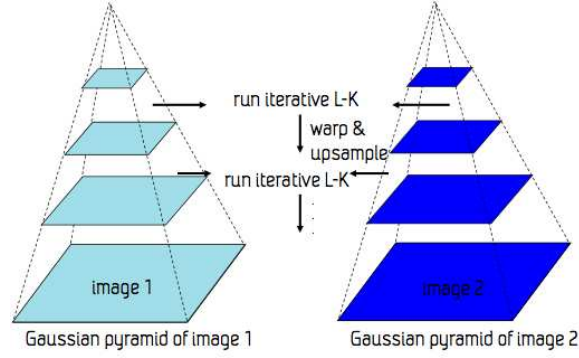 run iterative L-K
warp &
upsample
run iterative L-K
image 1
image 2
Gaussian pyramid of image 1
Gaussian pyramid of image 2